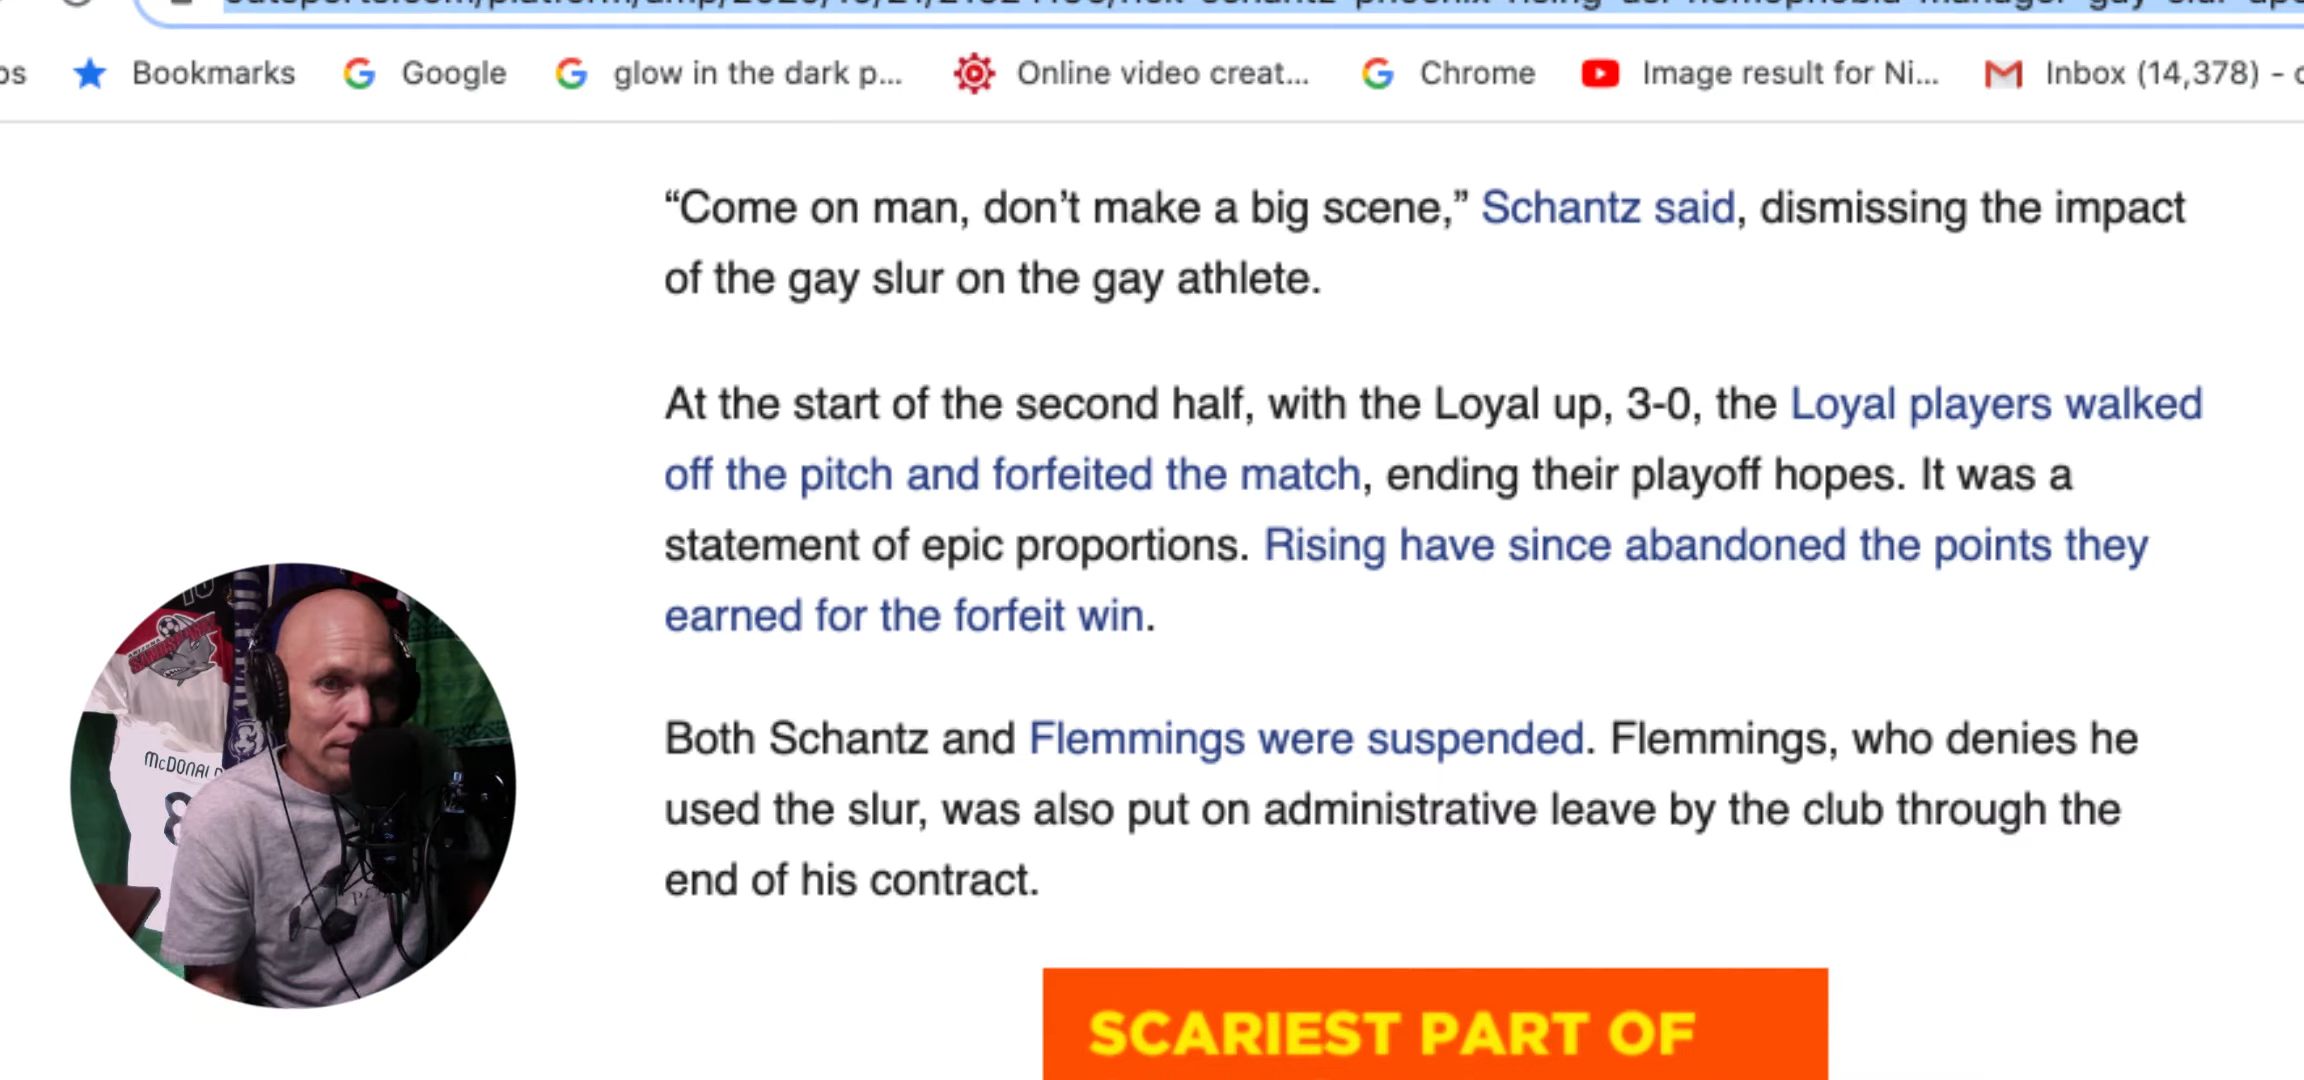 Bookmarks Google glow in the dark p... Online video creat... Chrome Image result for Ni... Inbox (14,378) -
“Come on man, don’t make a big scene,” Schantz said, dismissing the impact
of the gay slur on the gay athlete.
At the start of the second half, with the Loyal up, 3-0, the Loyal players walked
off the pitch and forfeited the match, ending their playoff hopes. It was a
statement of epic proportions. Rising have since abandoned the points they
earned for the forfeit win.
Both Schantz and Flemmings were suspended. Flemmings, who denies he
used the slur, was also put on administrative leave by the club through the
end of his contract.
McDONAL
8
SCARIEST PART OF